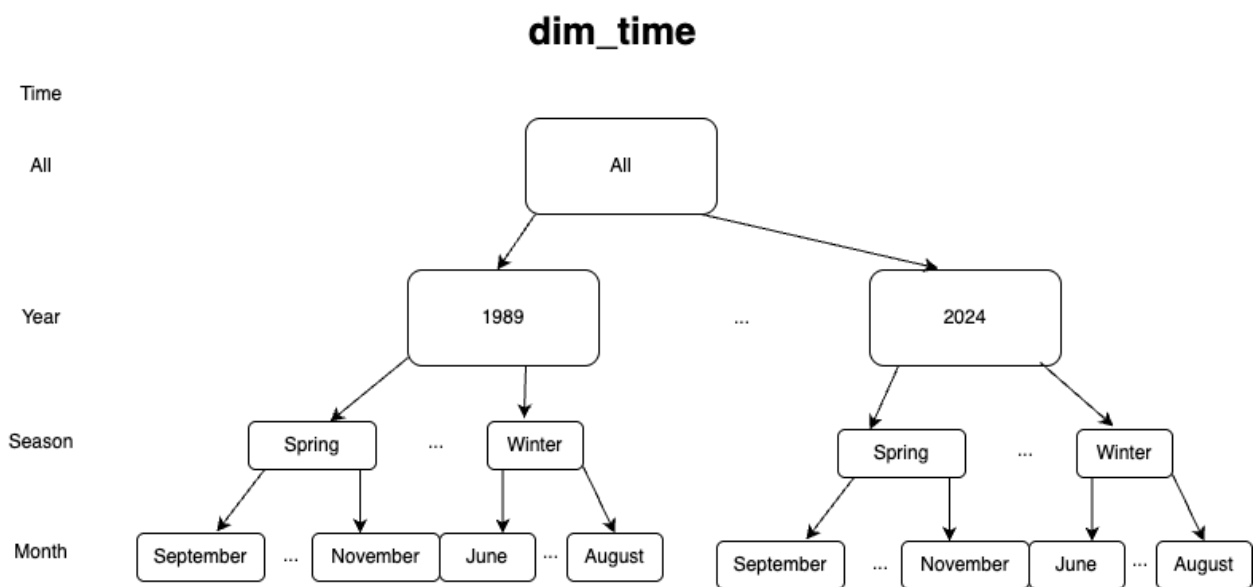 dim_time
Time
All All
Year 1989 ... 2024
Season Spring ... Winter Spring ... Winter
Month September ... November June ... August September ... November June ... August